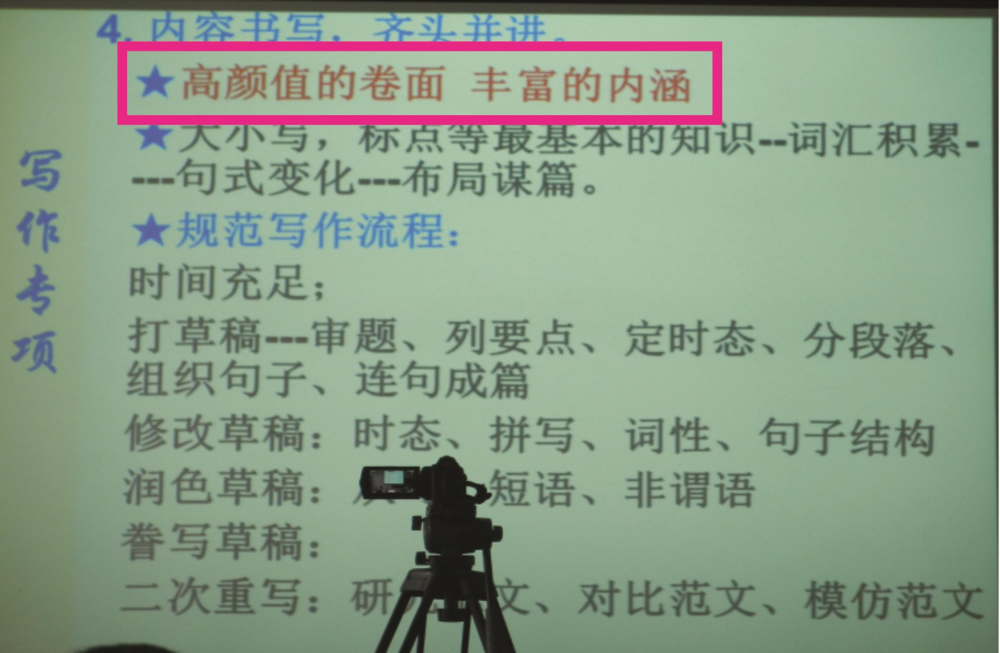 4. 内容书写，齐头并讲。
★高颜值的卷面 丰富的内涵
★大小写，标点等最基本的知识--词汇积累-
---句式变化---布局谋篇。
★规范写作流程：
时间充足；
打草稿---审题、列要点、定时态、分段落、
组织句子、连句成篇
修改草稿：时态、拼写、词性、句子结构
润色草稿： 短语、非谓语
誊写草稿：
二次重写：研 文、对比范文、模仿范文
写作专项